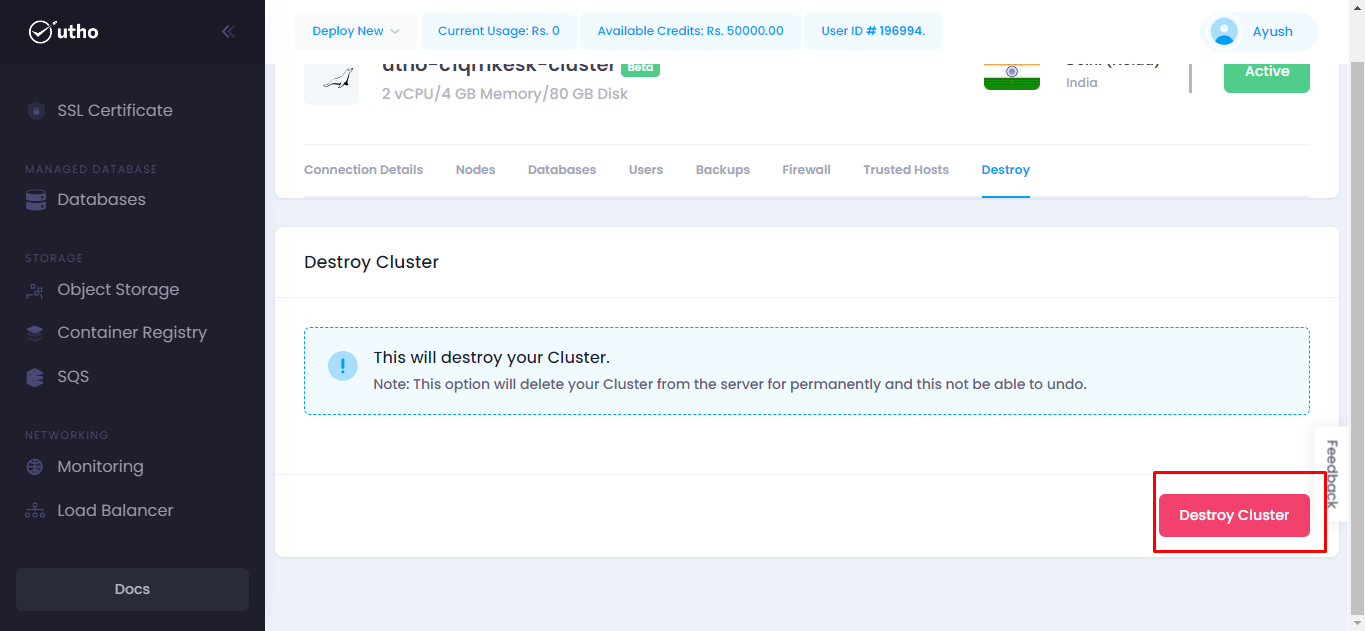 utho
SSL Certificate
MANAGED DATABASE
Databases
STORAGE
Object Storage
Container Registry
SQS
NETWORKING
Monitoring
Load Balancer
Docs
Deploy New
Current Usage: Rs. 0
Available Credits: Rs. 50000.00
User ID # 196994.
Ayush
Beta
2 vCPU/4 GB Memory/80 GB Disk
Delhi (Noida)
India
Active
Connection Details
Nodes
Databases
Users
Backups
Firewall
Trusted Hosts
Destroy
Destroy Cluster
This will destroy your Cluster.
Note: This option will delete your Cluster from the server for permanently and this not be able to undo.
Destroy Cluster
Feedback